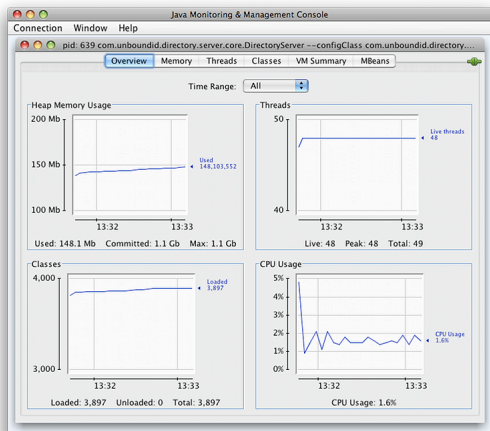 Java Monitoring & Management Console
Connection Window Help
pid: 639 com.unboundid.directory.server.core.DirectoryServer --configClass com.unboundid.directory....
Overview Memory Threads Classes VM Summary MBeans
Time Range: All
Heap Memory Usage
200 Mb
150 Mb
100 Mb
Used
148,103,552
13:32 13:33
Used: 148.1 Mb Committed: 1.1 Gb Max: 1.1 Gb
Threads
50
40
Live threads
48
13:32 13:33
Live: 48 Peak: 48 Total: 49
Classes
4,000
3,000
Loaded
3,897
13:32 13:33
Loaded: 3,897 Unloaded: 0 Total: 3,897
CPU Usage
5%
4%
3%
2%
1%
0%
CPU Usage
1.6%
13:32 13:33
CPU Usage: 1.6%